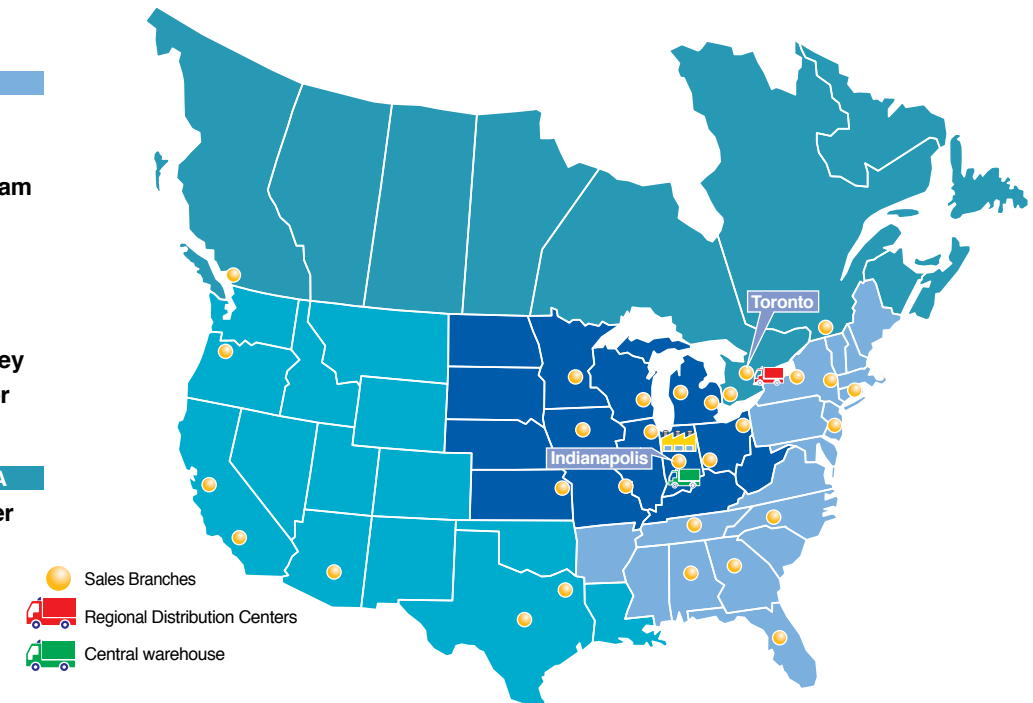 am
ey
r
A
er
Toronto
Indianapolis
Sales Branches
Regional Distribution Centers
Central warehouse